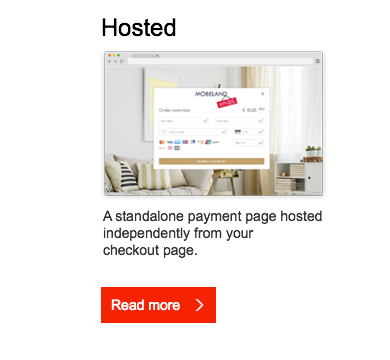 Hosted
MOBELAND
Order overview
A standalone payment page hosted
independently from your
checkout page.
Read more